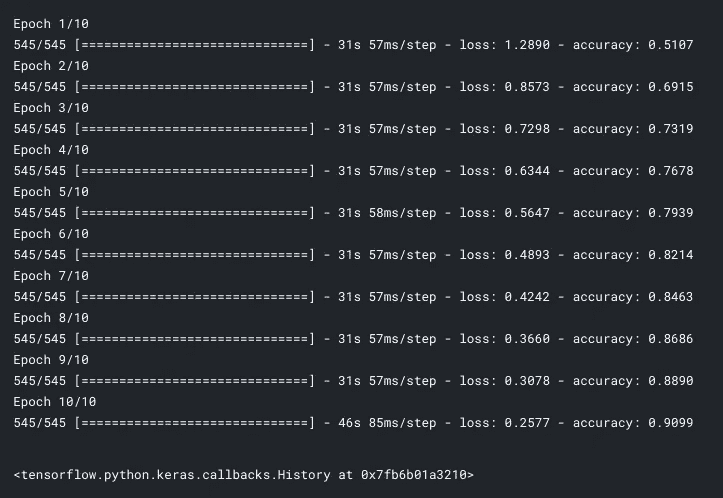 Epoch 1/10
545/545 [==============================] - 31s 57ms/step - loss: 1.2890 - accuracy: 0.5107
Epoch 2/10
545/545 [==============================] - 31s 57ms/step - loss: 0.8573 - accuracy: 0.6915
Epoch 3/10
545/545 [==============================] - 31s 57ms/step - loss: 0.7298 - accuracy: 0.7319
Epoch 4/10
545/545 [==============================] - 31s 57ms/step - loss: 0.6344 - accuracy: 0.7678
Epoch 5/10
545/545 [==============================] - 31s 58ms/step - loss: 0.5647 - accuracy: 0.7939
Epoch 6/10
545/545 [==============================] - 31s 57ms/step - loss: 0.4893 - accuracy: 0.8214
Epoch 7/10
545/545 [==============================] - 31s 57ms/step - loss: 0.4242 - accuracy: 0.8463
Epoch 8/10
545/545 [==============================] - 31s 57ms/step - loss: 0.3660 - accuracy: 0.8686
Epoch 9/10
545/545 [==============================] - 31s 57ms/step - loss: 0.3078 - accuracy: 0.8890
Epoch 10/10
545/545 [==============================] - 46s 85ms/step - loss: 0.2577 - accuracy: 0.9099
<tensorflow.python.keras.callbacks.History at 0x7fb6b01a3210>